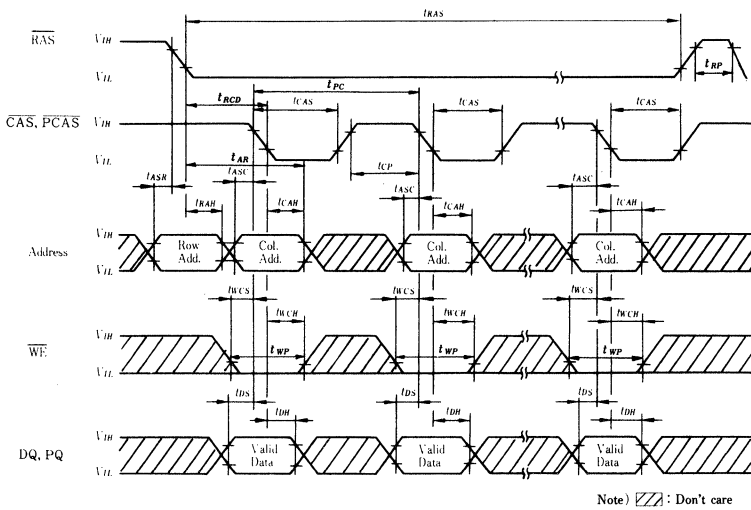 tRAS
RAS
VIH
VIL
tRP
tPC
tRCD
tCAS
tCAS
tCAS
CAS, PCAS
VIH
VIL
tAR
tCP
tASR
tASC
tASC
tASC
tRAH
tCAH
tCAH
tCAH
Address
VIH
VIL
Row Add.
Col. Add.
Col. Add.
Col. Add.
tWCS
tWCS
tWCS
tWCH
tWCH
tWCH
WE
VIH
VIL
tWP
tWP
tWP
tDS
tDS
tDS
tDH
tDH
tDH
DQ, PQ
VIH
VIL
Valid Data
Valid Data
Valid Data
Note) : Don't care